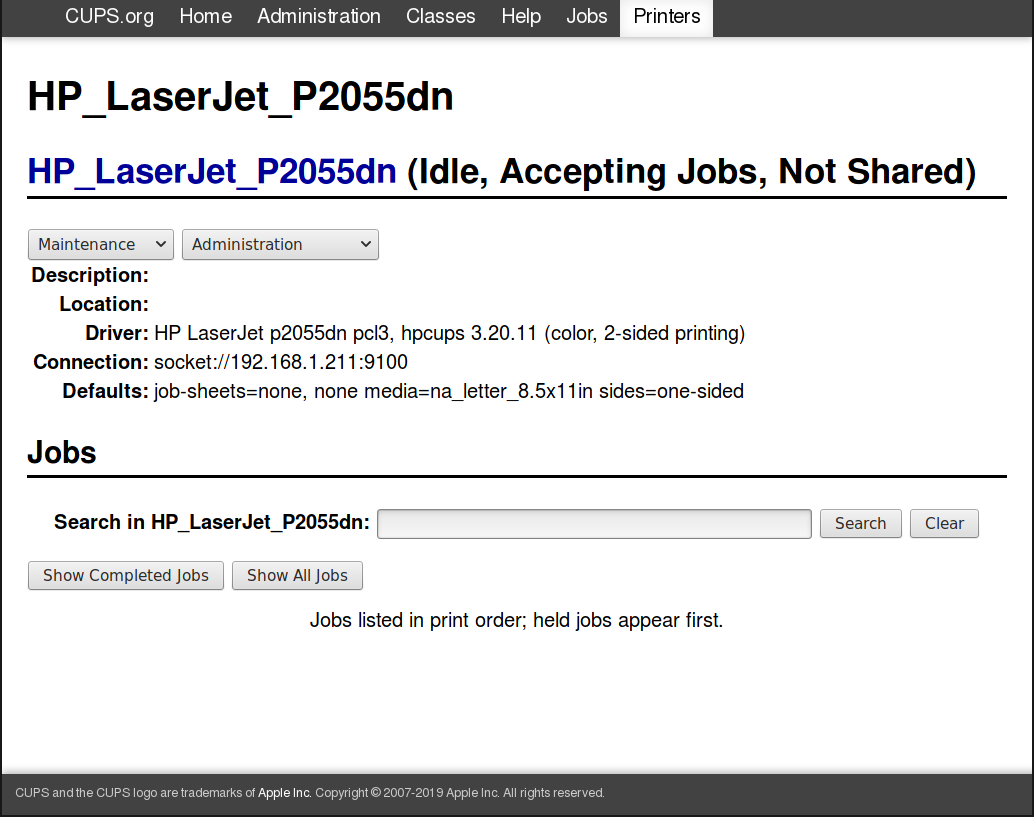 CUPS.org Home Administration Classes Help Jobs Printers
HP_LaserJet_P2055dn
HP_LaserJet_P2055dn (Idle, Accepting Jobs, Not Shared)
Maintenance Administration
Description:
Location:
Driver: HP LaserJet p2055dn pcl3, hpcups 3.20.11 (color, 2-sided printing)
Connection: socket://192.168.1.211:9100
Defaults: job-sheets=none, none media=na_letter_8.5x11in sides=one-sided
Jobs
Search in HP_LaserJet_P2055dn: Search Clear
Show Completed Jobs Show All Jobs
Jobs listed in print order; held jobs appear first.
CUPS and the CUPS logo are trademarks of Apple Inc. Copyright © 2007-2019 Apple Inc. All rights reserved.